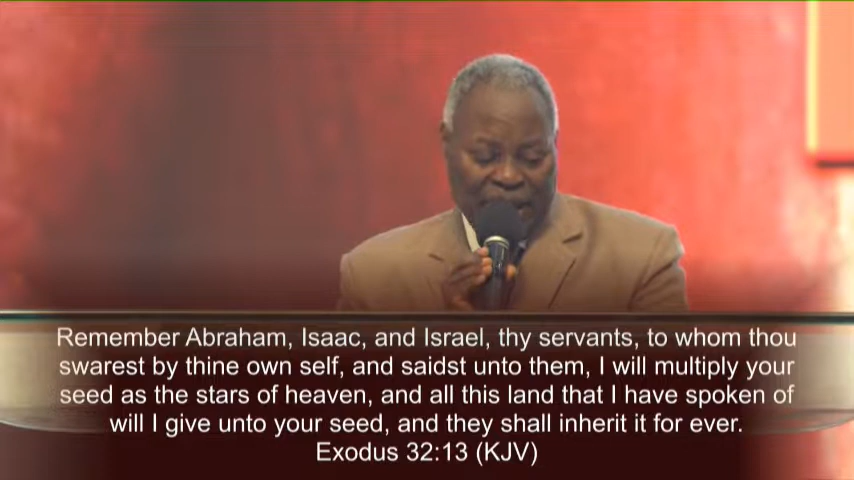 Remember Abraham, Isaac, and Israel, thy servants, to whom thou
swarest by thine own self, and saidst unto them, I will multiply your
seed as the stars of heaven, and all this land that I have spoken of
will I give unto your seed, and they shall inherit it for ever.
Exodus 32:13 (KJV)